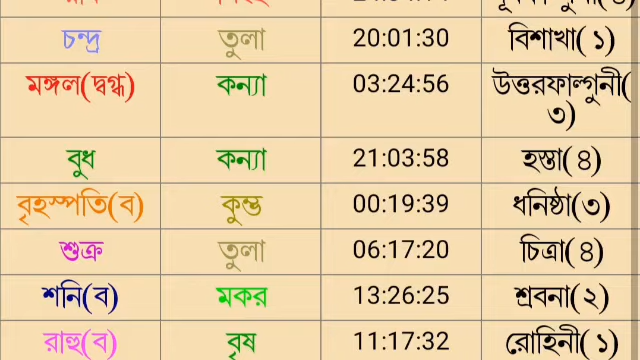 চন্দ্র তুলা 20:01:30 বিশাখা(১)
মঙ্গল(দ্বগ্ধ) কন্যা 03:24:56 উত্তরফাল্গুনী(
৩)
বুধ কন্যা 21:03:58 হস্তা(৪)
বৃহস্পতি(ব) কুম্ভ 00:19:39 ধনিষ্ঠা(৩)
শুক্র তুলা 06:17:20 চিত্রা(৪)
শনি(ব) মকর 13:26:25 শ্রবনা(২)
রাহু(ব) বৃষ 11:17:32 রোহিনী(১)